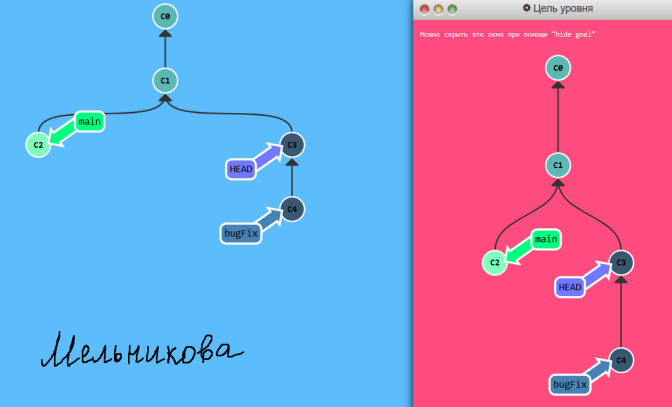 C0
C1
main
C2
C3
HEAD
C4
bugFix
Мельникова
Цель уровня
Можно скрыть это окно при помощи "hide goal"
C0
C1
main
C2
C3
HEAD
C4
bugFix